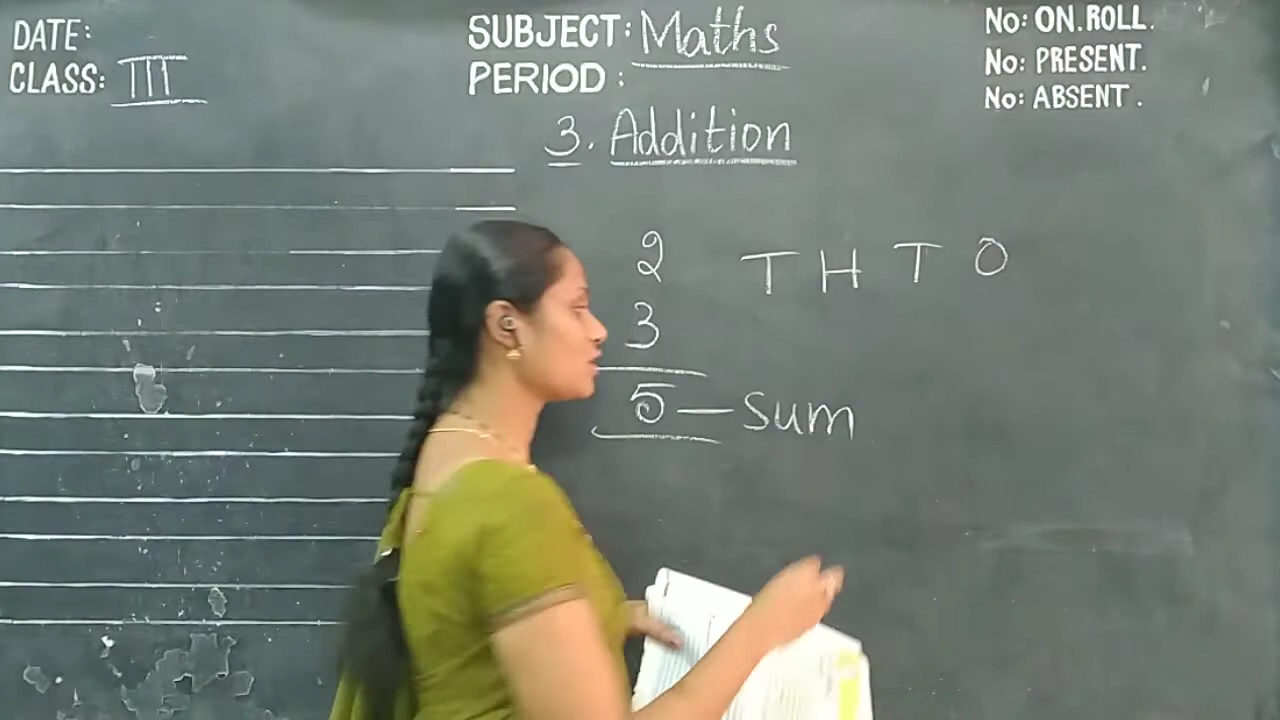 DATE:
CLASS: III
SUBJECT: Maths
PERIOD:
No: ON.ROLL.
No: PRESENT.
No: ABSENT.
3. Addition
2 T H T O
3
5 — Sum